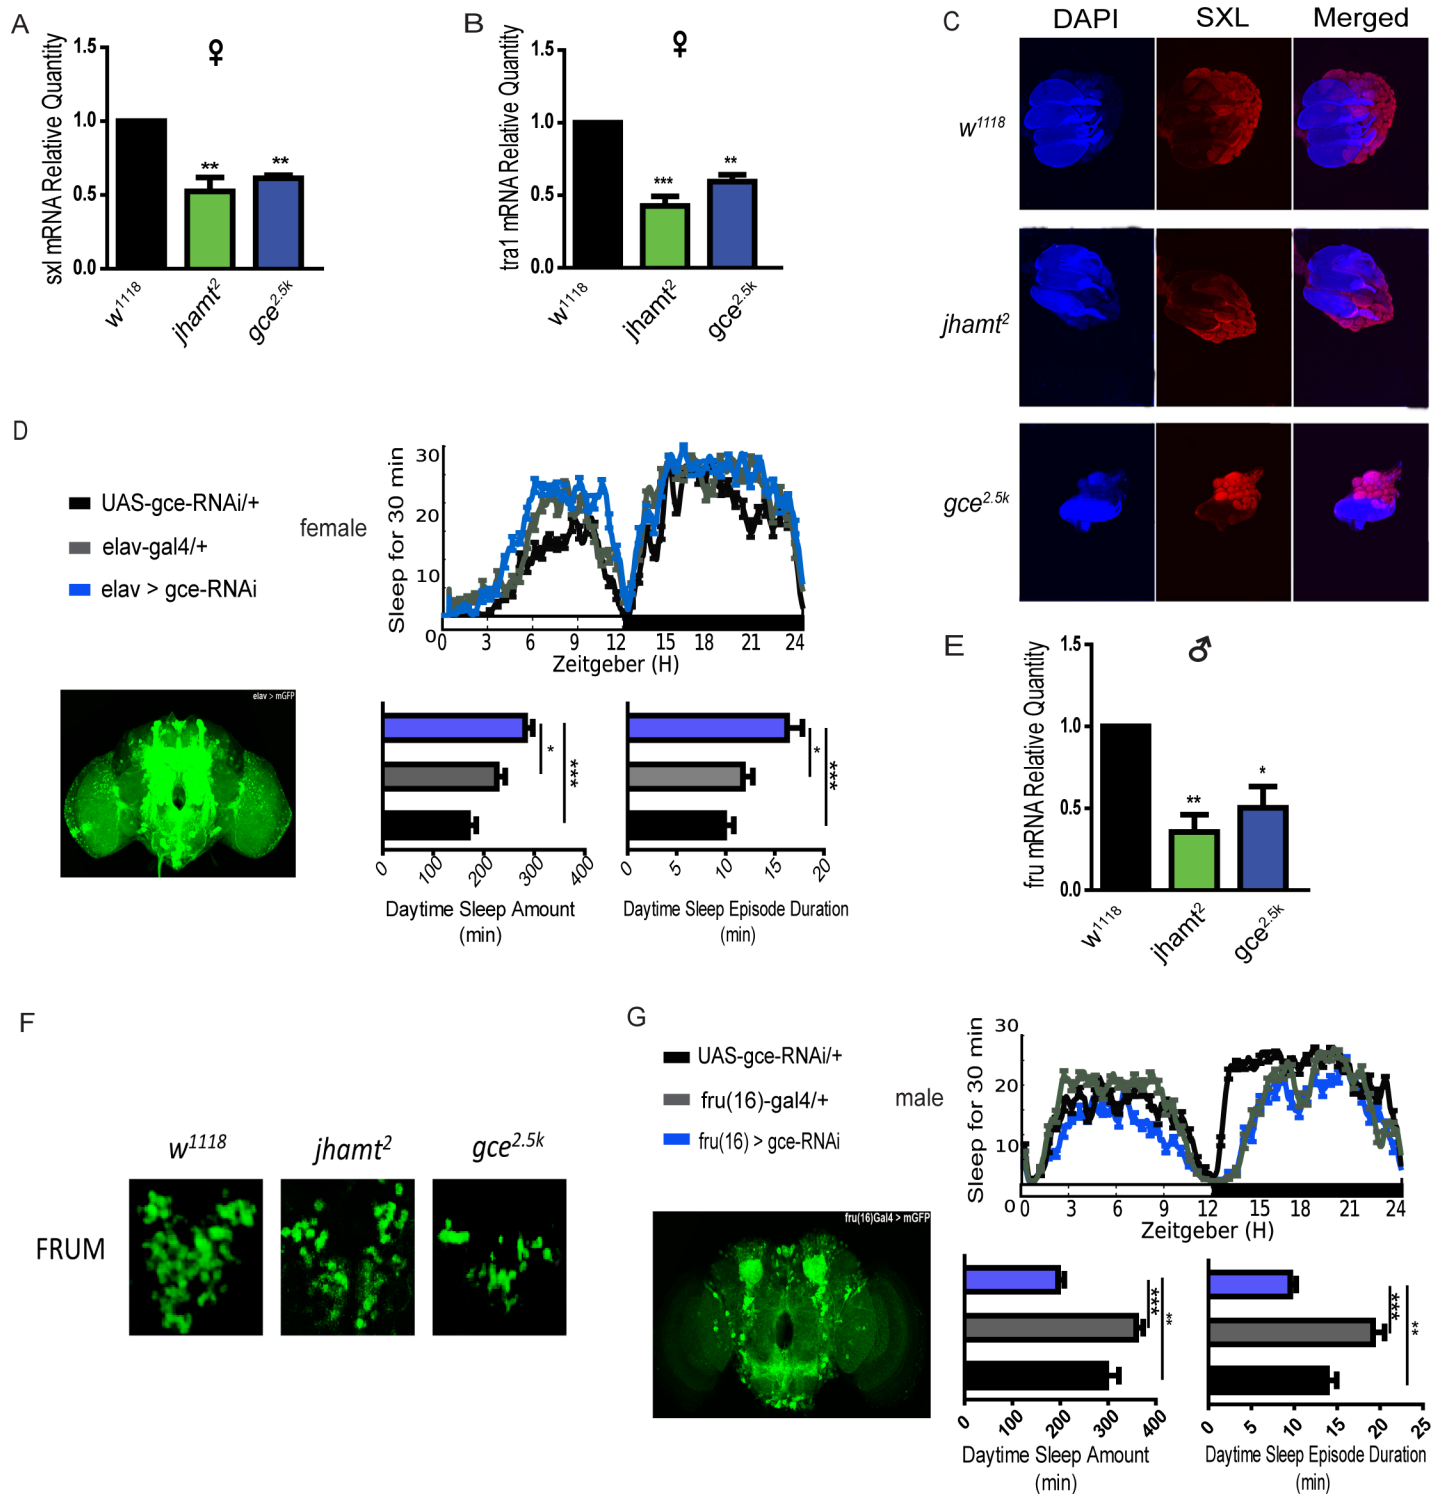 A
♀
sxl mRNA Relative Quantity
1.5
1.0
0.5
0.0
**
**
w1118
jhamt2
gce2.5k
B
♀
tra1 mRNA Relative Quantity
1.5
1.0
0.5
0.0
***
**
w1118
jhamt2
gce2.5k
C
DAPI SXL Merged
w1118
jhamt2
gce2.5k
D
UAS-gce-RNAi/+
elav-gal4/+
elav > gce-RNAi
female
Sleep for 30 min
30
20
10
0
0 3 6 9 12 15 18 21 24
Zeitgeber (H)
elav > mGFP
*
***
0 100 200 300 400
Daytime Sleep Amount
(min)
*
***
0 5 10 15 20
Daytime Sleep Episode Duration
(min)
E
♂
fru mRNA Relative Quantity
1.5
1.0
0.5
0.0
**
*
w1118
jhamt2
gce2.5k
F
w1118 jhamt2 gce2.5k
FRUM
G
UAS-gce-RNAi/+
fru(16)-gal4/+
fru(16) > gce-RNAi
male
Sleep for 30 min
30
20
10
0
0 3 6 9 12 15 18 21 24
Zeitgeber (H)
fru(16)Gal4 > mGFP
***
**
0 100 200 300 400
Daytime Sleep Amount
(min)
***
**
0 5 10 15 20 25
Daytime Sleep Episode Duration
(min)